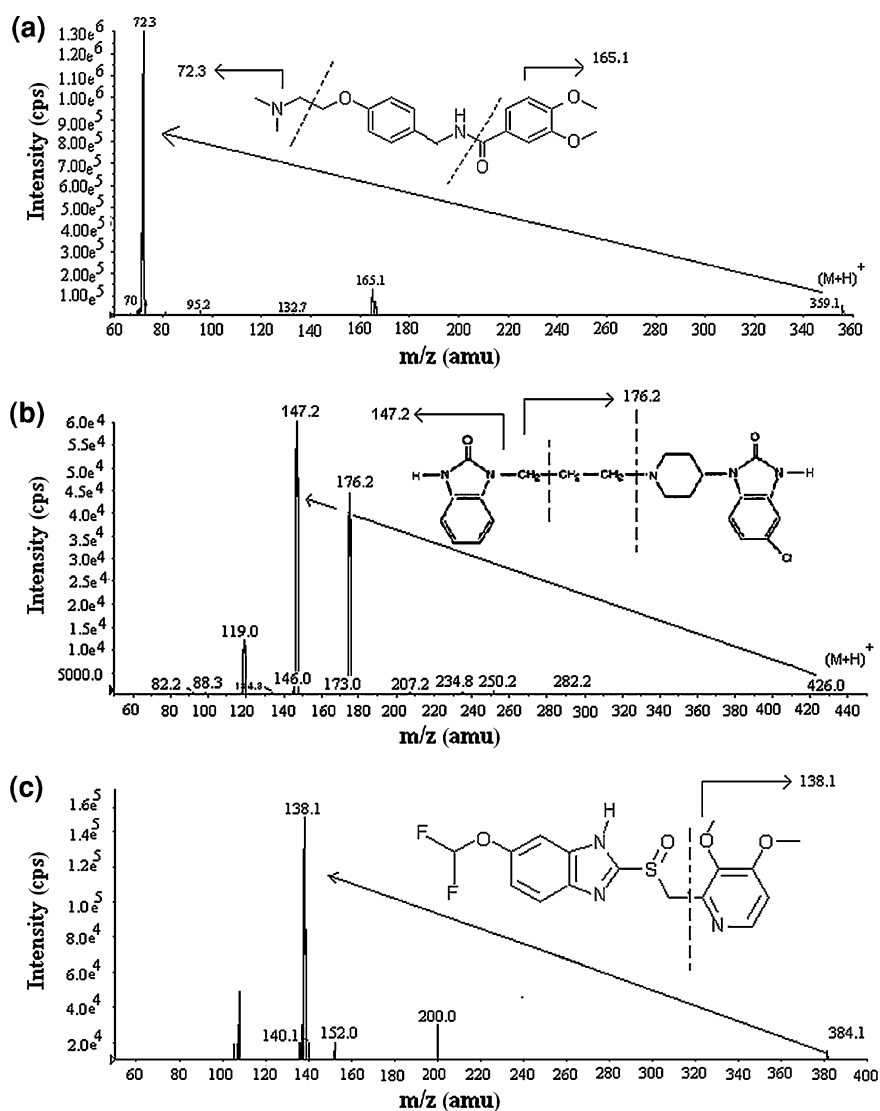 (a)
72.3
1.30e6
1.20e6
1.10e6
1.00e6
9.00e5
8.00e5
7.00e5
6.00e5
5.00e5
4.00e5
3.00e5
2.00e5
1.00e5
Intensity (cps)
72.3
165.1
N
O
H
N
O
O
O
(M+H)+
70
95.2
132.7
165.1
359.1
60 80 100 120 140 160 180 200 220 240 260 280 300 320 340 360
m/z (amu)
(b)
6.0e4
5.5e4
5.0e4
4.5e4
4.0e4
3.5e4
3.0e4
2.5e4
2.0e4
1.5e4
1.0e4
5000.0
Intensity (cps)
147.2
176.2
147.2
176.2
O
H N N CH2 CH2 CH2 N N N H
O
Cl
(M+H)+
119.0
82.2 88.3 146.0 173.0 207.2 234.8 250.2 282.2 426.0
60 80 100 120 140 160 180 200 220 240 260 280 300 320 340 360 380 400 420 440
m/z (amu)
(c)
1.6e5
1.4e5
1.2e5
1.0e5
8.0e4
6.0e4
4.0e4
2.0e4
Intensity (cps)
138.1
138.1
F
F
O
H
N
N
S
O
O
O
N
140.1
152.0
200.0
384.1
60 80 100 120 140 160 180 200 220 240 260 280 300 320 340 360 380 400
m/z (amu)